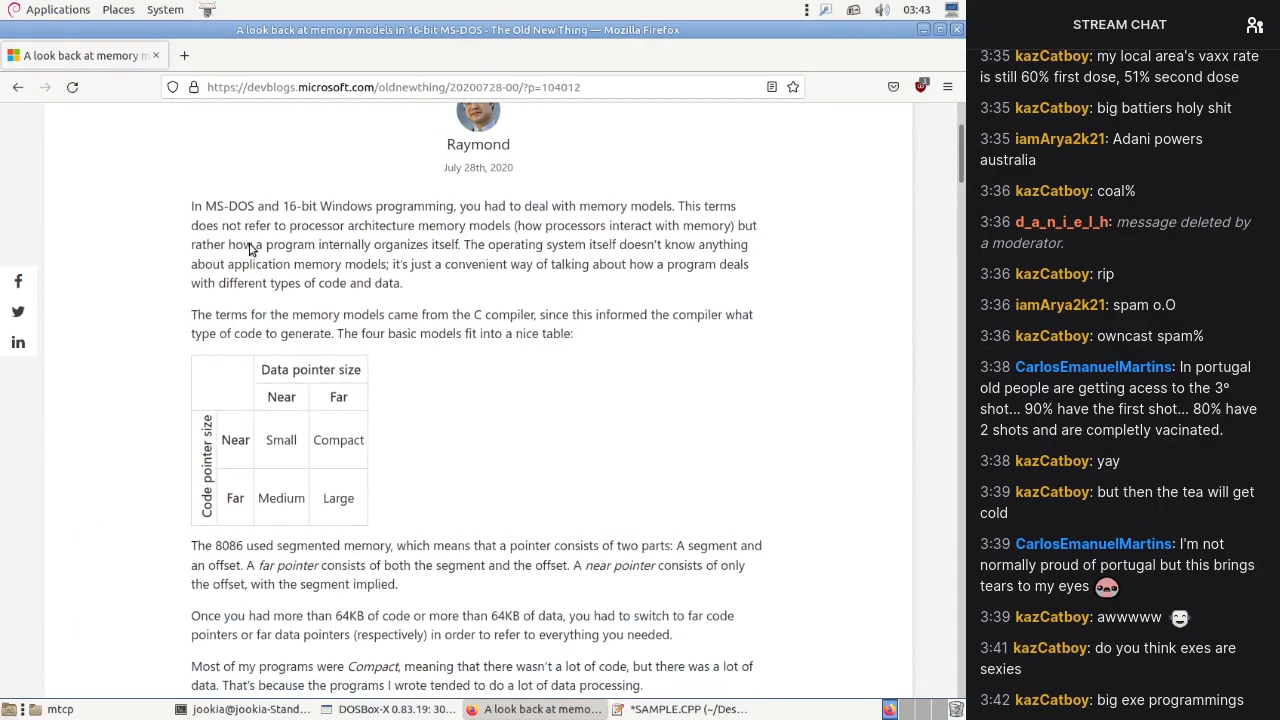 Applications Places System 03:43
A look back at memory models in 16-bit MS-DOS - The Old New Thing — Mozilla Firefox
A look back at memory m
https://devblogs.microsoft.com/oldnewthing/20200728-00/?p=104012
3
Raymond
July 28th, 2020
In MS-DOS and 16-bit Windows programming, you had to deal with memory models. This terms
does not refer to processor architecture memory models (how processors interact with memory) but
rather how a program internally organizes itself. The operating system itself doesn't know anything
about application memory models; it's just a convenient way of talking about how a program deals
with different types of code and data.
The terms for the memory models came from the C compiler, since this informed the compiler what
type of code to generate. The four basic models fit into a nice table:
Data pointer size
Near Far
Code pointer size
Near Small Compact
Far Medium Large
The 8086 used segmented memory, which means that a pointer consists of two parts: A segment and
an offset. A far pointer consists of both the segment and the offset. A near pointer consists of only
the offset, with the segment implied.
Once you had more than 64KB of code or more than 64KB of data, you had to switch to far code
pointers or far data pointers (respectively) in order to refer to everything you needed.
Most of my programs were Compact, meaning that there wasn't a lot of code, but there was a lot of
data. That's because the programs I wrote tended to do a lot of data processing.
mtcp jookia@jookia-Stand... DOSBox-X 0.83.19: 30... A look back at memo... *SAMPLE.CPP (~/Des...
STREAM CHAT
3:35 kazCatboy: my local area's vaxx rate
is still 60% first dose, 51% second dose
3:35 kazCatboy: big battiers holy shit
3:35 iamArya2k21: Adani powers
australia
3:36 kazCatboy: coal%
3:36 d_a_n_i_e_l_h: message deleted by
a moderator.
3:36 kazCatboy: rip
3:36 iamArya2k21: spam o.O
3:36 kazCatboy: owncast spam%
3:38 CarlosEmanuelMartins: In portugal
old people are getting acess to the 3º
shot... 90% have the first shot... 80% have
2 shots and are completly vacinated.
3:38 kazCatboy: yay
3:39 kazCatboy: but then the tea will get
cold
3:39 CarlosEmanuelMartins: I'm not
normally proud of portugal but this brings
tears to my eyes
3:39 kazCatboy: awwwww
3:41 kazCatboy: do you think exes are
sexies
3:42 kazCatboy: big exe programmings